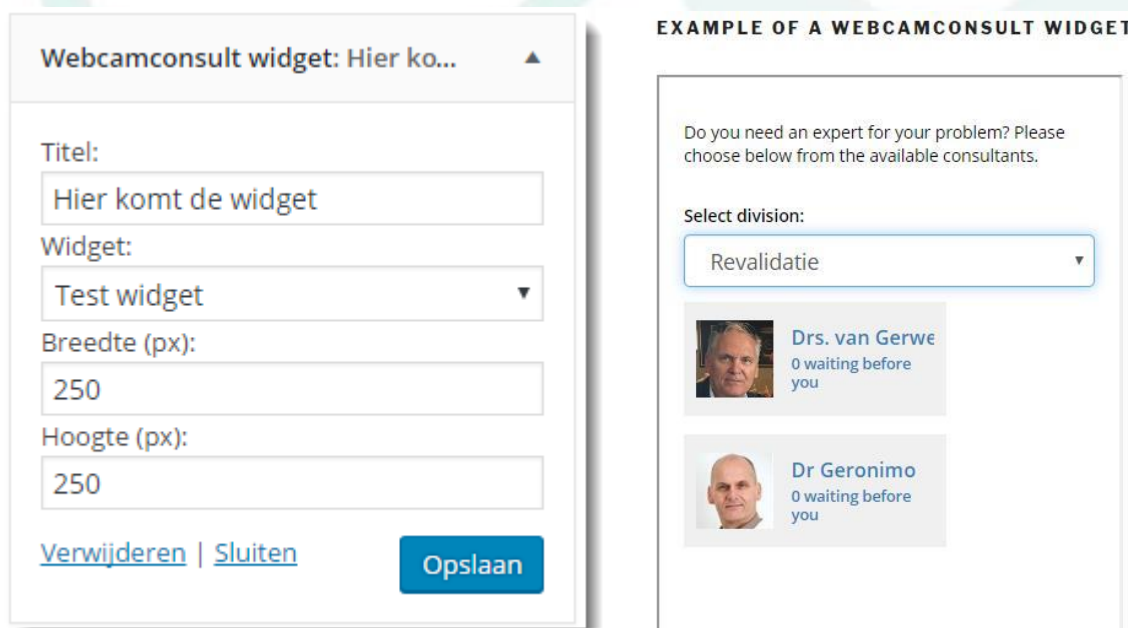 Webcamconsult widget: Hier ko...
Titel:
Hier komt de widget
Widget:
Test widget
Breedte (px):
250
Hoogte (px):
250
Verwijderen | Sluiten
Opslaan
EXAMPLE OF A WEBCAMCONSULT WIDGET
Do you need an expert for your problem? Please
choose below from the available consultants.
Select division:
Revalidatie
Drs. van Gerwe
0 waiting before
you
Dr Geronimo
0 waiting before
you